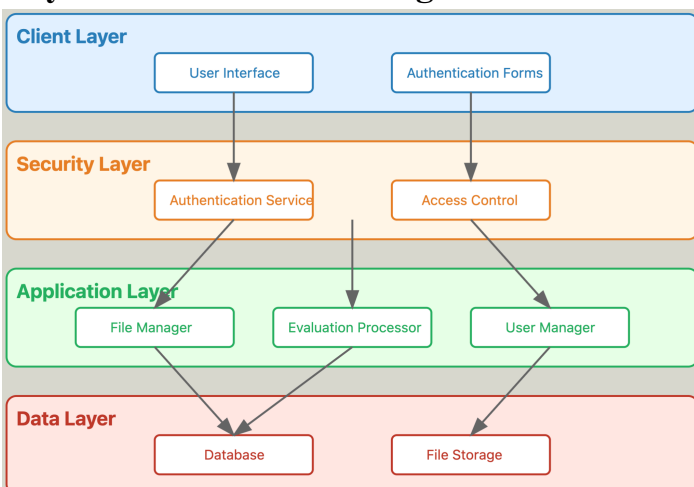 Client Layer
User Interface
Authentication Forms
Security Layer
Authentication Service
Access Control
Application Layer
File Manager
Evaluation Processor
User Manager
Data Layer
Database
File Storage